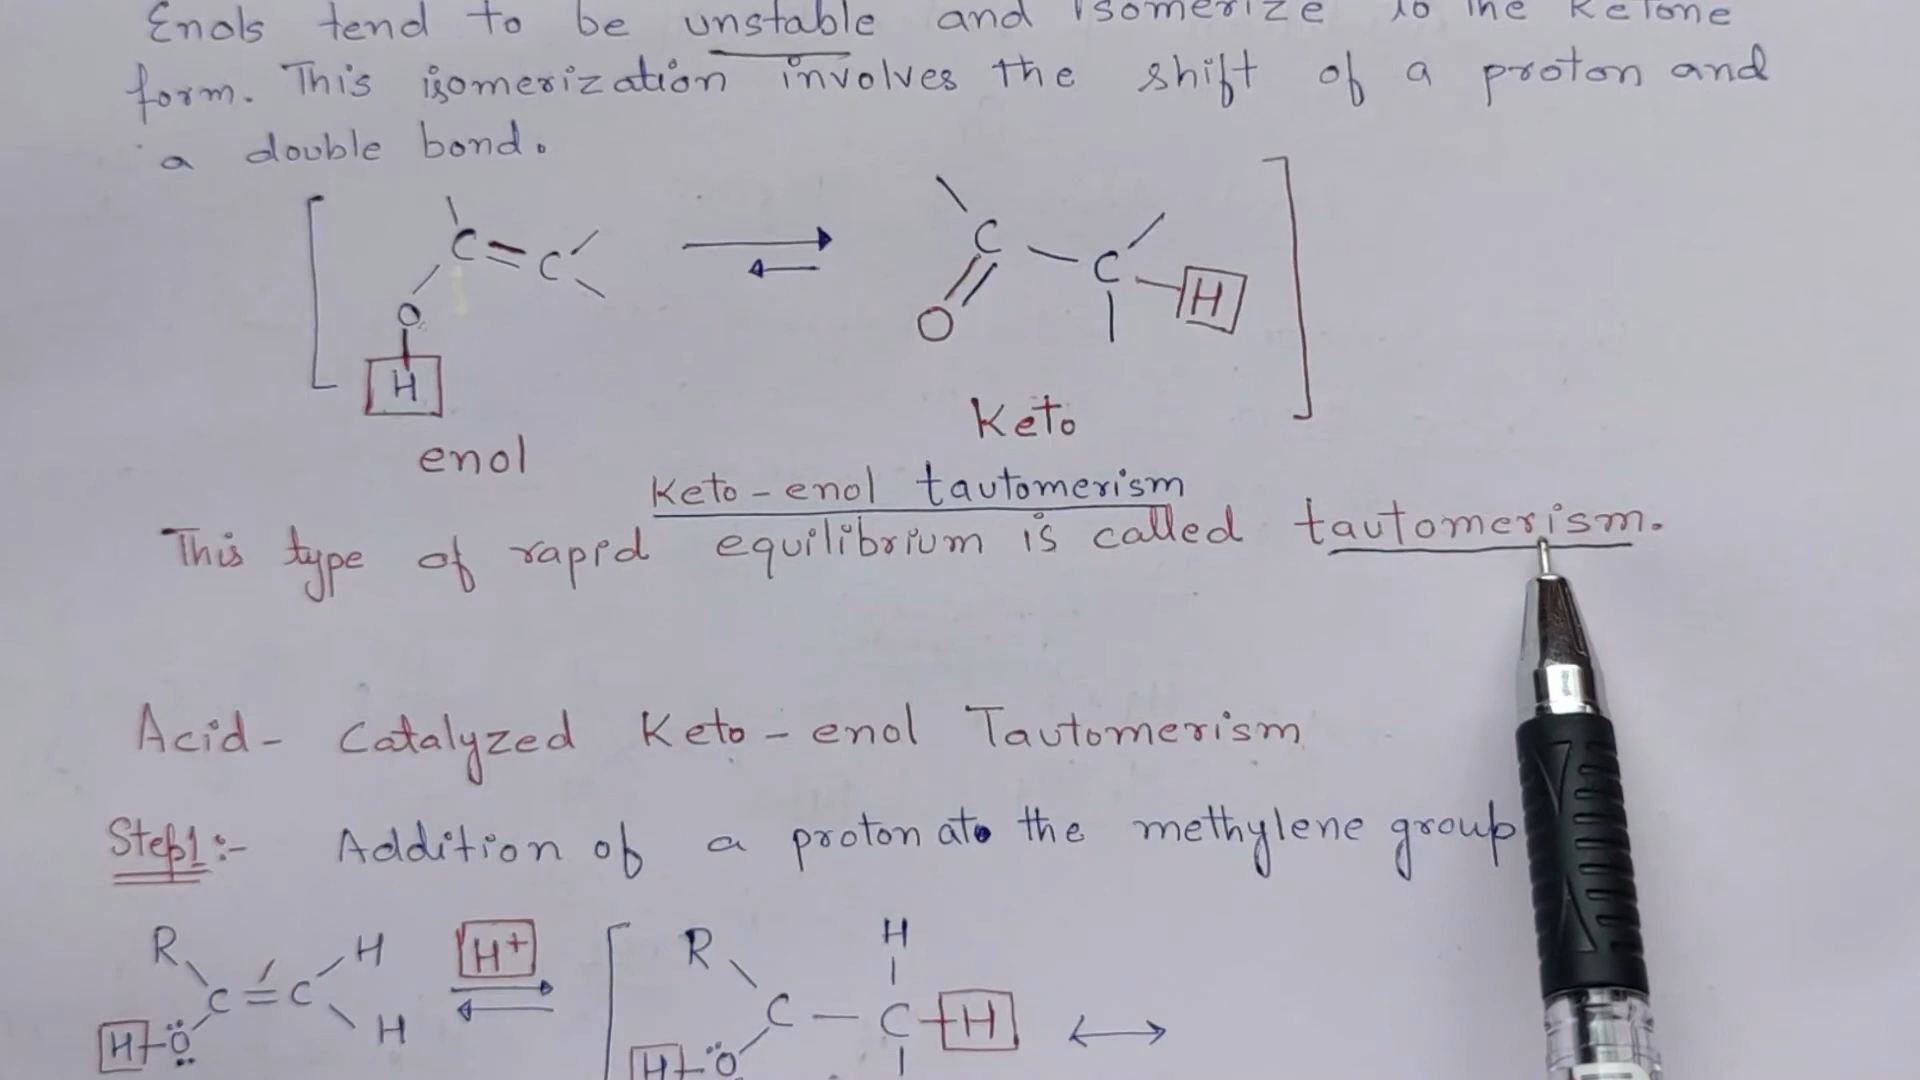 Enols tend to be unstable and isomerize to the Ketone
form. This isomerization involves the shift of a proton and
a double bond.
C=C
C-C-H
O
O
H
Keto
enol
Keto-enol tautomerism
This type of rapid equilibrium is called tautomerism.
Acid-Catalyzed Keto-enol Tautomerism
Step1:- Addition of a proton at the methylene group
H
R H H+ R
C=C C-C-H
H-O H H-O